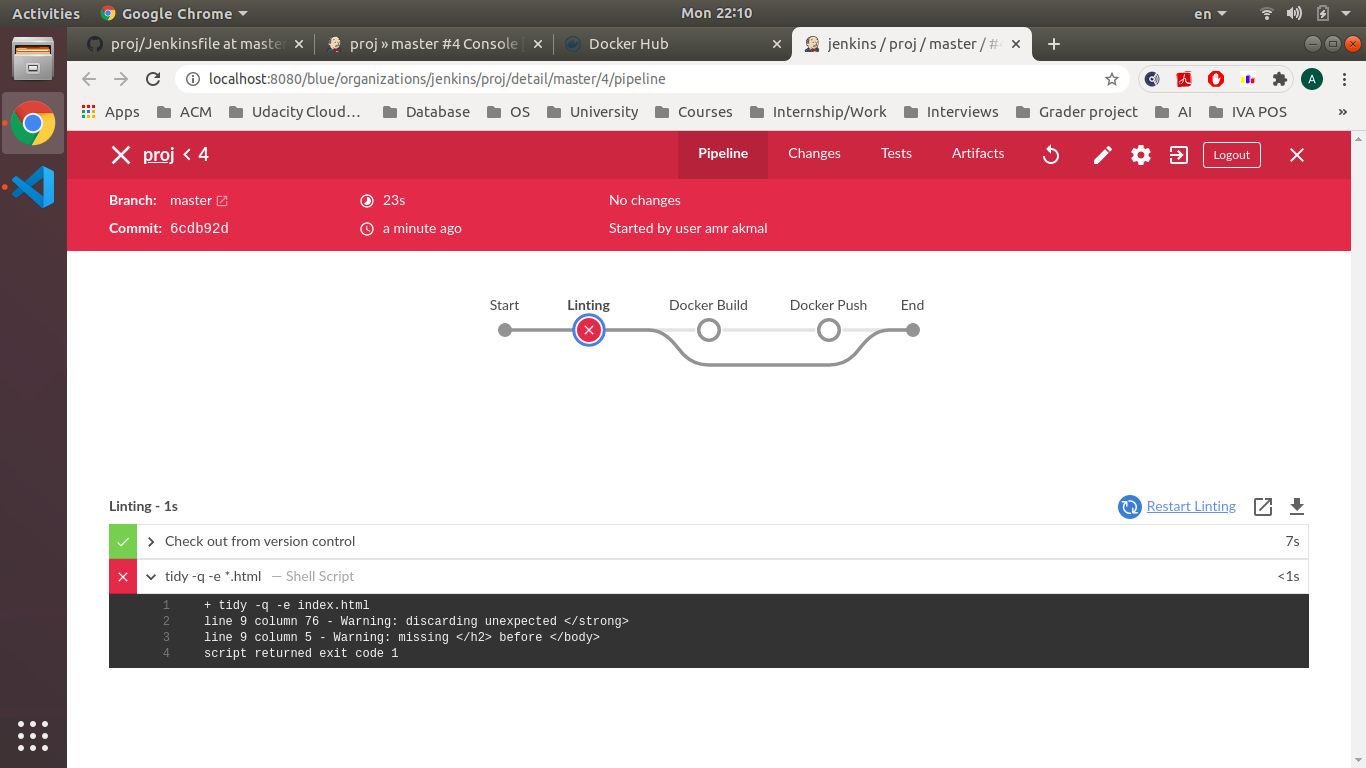 Activities Google Chrome Mon 22:10 en
proj/Jenkinsfile at master proj » master #4 Console Docker Hub jenkins / proj / master / #4
localhost:8080/blue/organizations/jenkins/proj/detail/master/4/pipeline A
Apps ACM Udacity Cloud… Database OS University Courses Internship/Work Interviews Grader project AI IVA POS »
proj < 4 Pipeline Changes Tests Artifacts Logout
Branch: master 23s No changes
Commit: 6cdb92d a minute ago Started by user amr akmal
Start Linting Docker Build Docker Push End
Linting - 1s Restart Linting
Check out from version control 7s
tidy -q -e *.html — Shell Script <1s
1 + tidy -q -e index.html
2 line 9 column 76 - Warning: discarding unexpected </strong>
3 line 9 column 5 - Warning: missing </h2> before </body>
4 script returned exit code 1